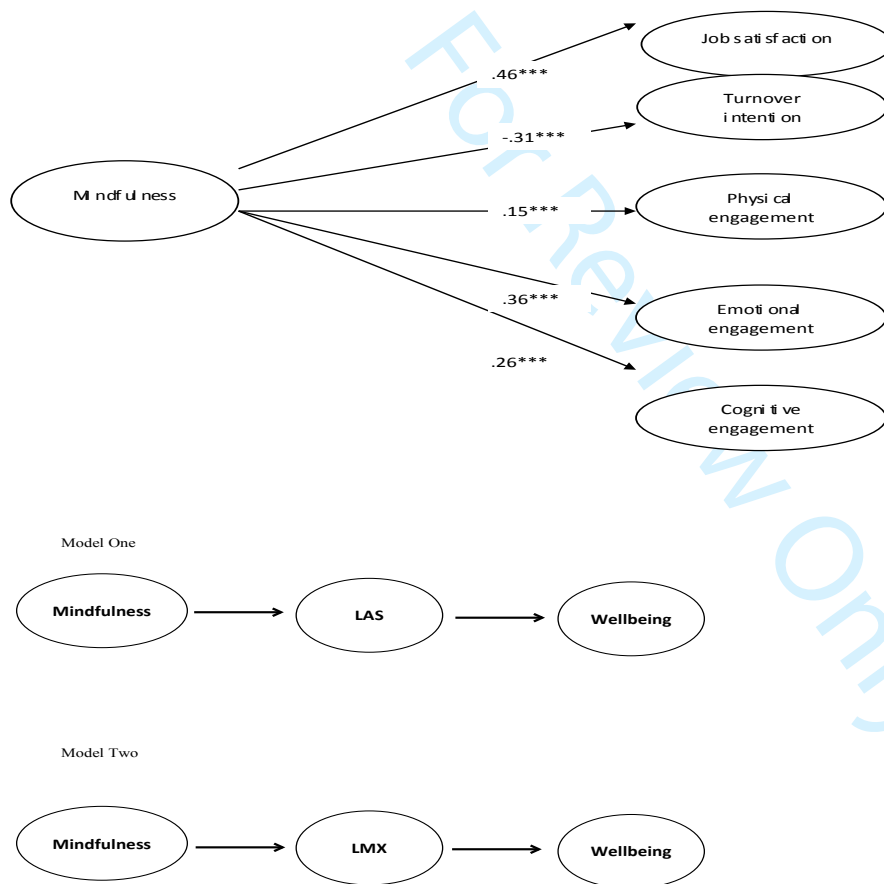 Job satisfaction
.46***
Turnover
intention
-.31***
Mindfulness
Physical
engagement
.15***
Emotional
engagement
.36***
.26***
Cognitive
engagement
For Review Only
Model One
Mindfulness
LAS
Wellbeing
Model Two
Mindfulness
LMX
Wellbeing